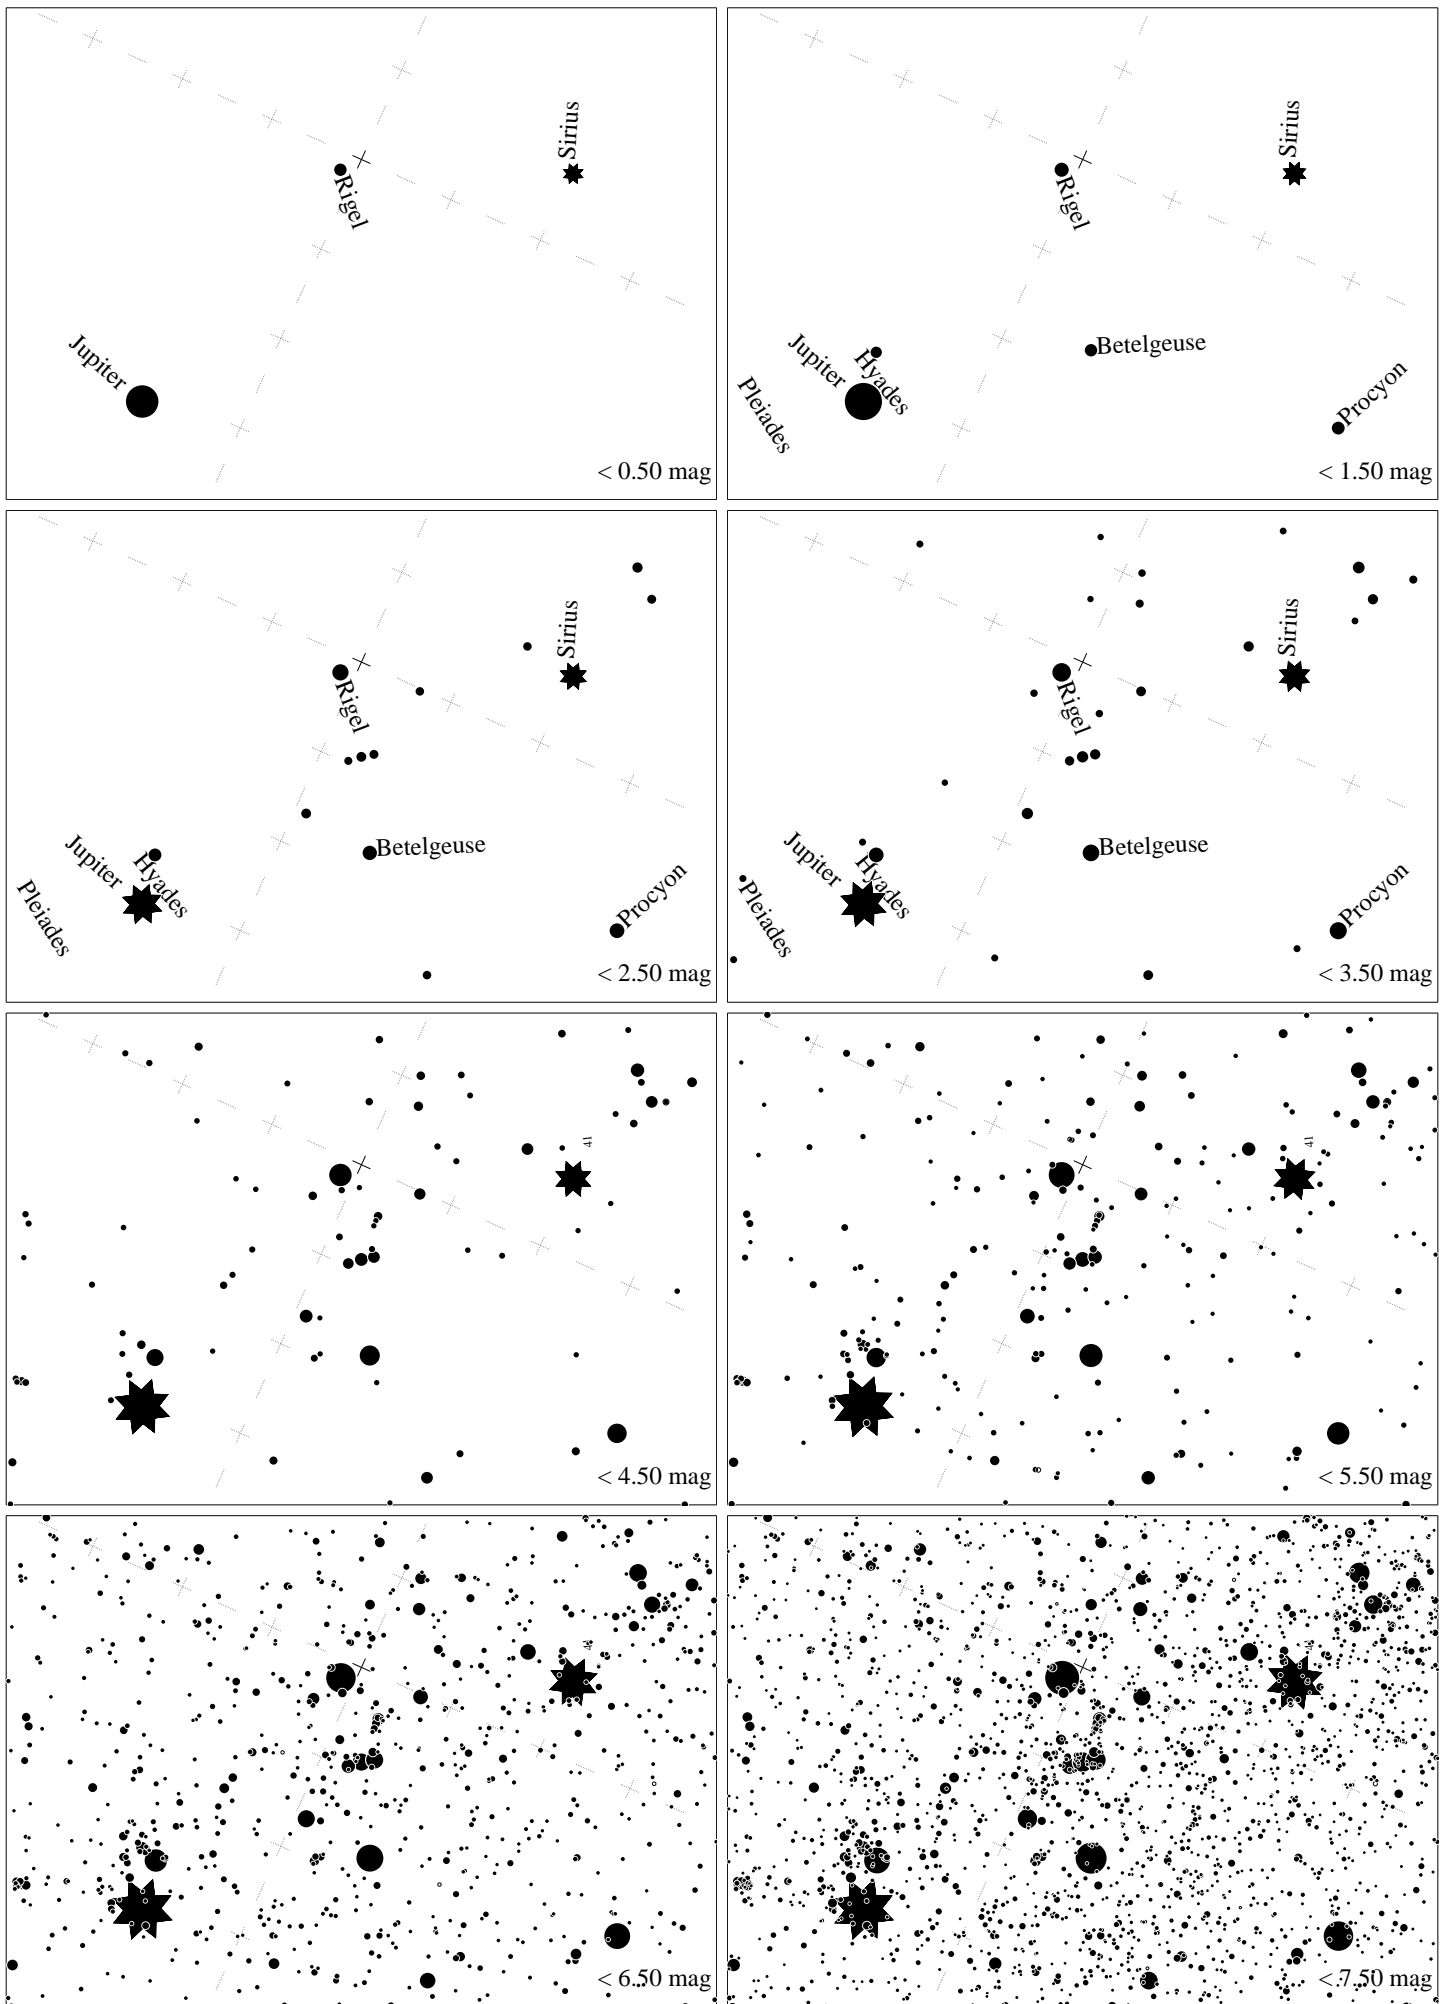 Sirius
Rigel
Jupiter
< 0.50 mag
Sirius
Rigel
Betelgeuse
Jupiter
Hyades
Procyon
Pleiades
< 1.50 mag
Sirius
Rigel
Betelgeuse
Jupiter
Hyades
Procyon
Pleiades
< 2.50 mag
Sirius
Rigel
Betelgeuse
Jupiter
Hyades
Procyon
Pleiades
< 3.50 mag
41
< 4.50 mag
41
< 5.50 mag
< 6.50 mag
< 7.50 mag